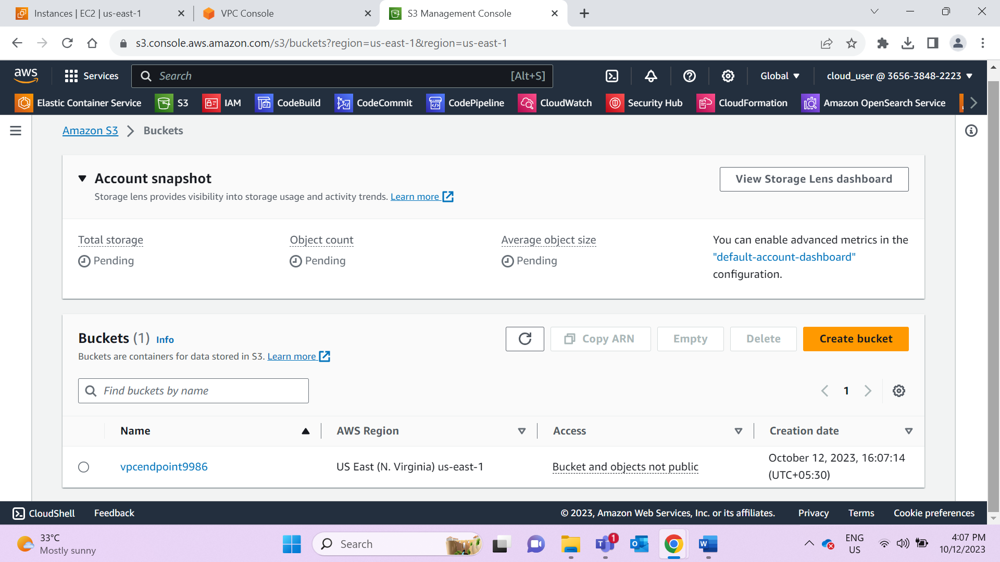 Instances | EC2 | us-east-1
VPC Console
S3 Management Console
s3.console.aws.amazon.com/s3/buckets?region=us-east-1&region=us-east-1
aws
Services
Search
[Alt+S]
Global
cloud_user @ 3656-3848-2223
Elastic Container Service
S3
IAM
CodeBuild
CodeCommit
CodePipeline
CloudWatch
Security Hub
CloudFormation
Amazon OpenSearch Service
Amazon S3
Buckets
Account snapshot
View Storage Lens dashboard
Storage lens provides visibility into storage usage and activity trends. Learn more
Total storage
Pending
Object count
Pending
Average object size
Pending
You can enable advanced metrics in the
"default-account-dashboard"
configuration.
Buckets (1) Info
Buckets are containers for data stored in S3. Learn more
Copy ARN
Empty
Delete
Create bucket
Find buckets by name
1
Name
AWS Region
Access
Creation date
vpcendpoint9986
US East (N. Virginia) us-east-1
Bucket and objects not public
October 12, 2023, 16:07:14
(UTC+05:30)
CloudShell
Feedback
© 2023, Amazon Web Services, Inc. or its affiliates.
Privacy
Terms
Cookie preferences
33°C
Mostly sunny
Search
1
ENG
US
4:07 PM
10/12/2023